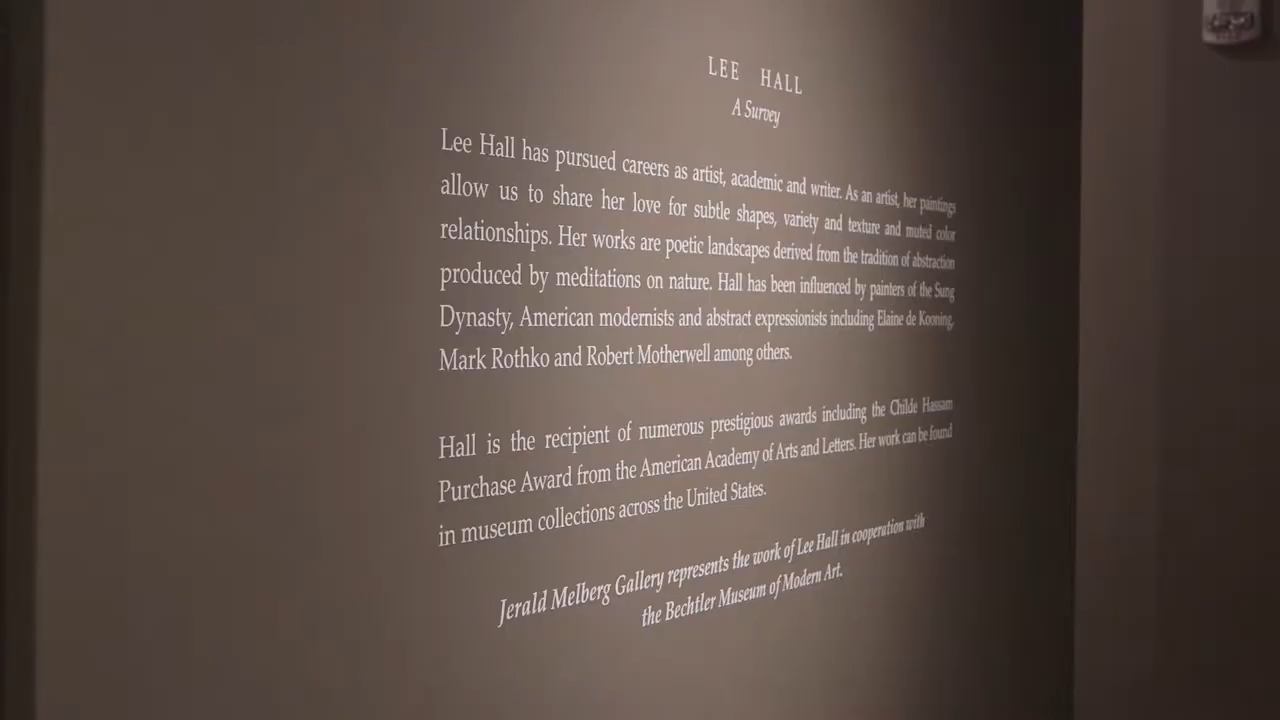 LEE HALL
A Survey
Lee Hall has pursued careers as artist, academic and writer. As an artist, her paintings
allow us to share her love for subtle shapes, variety and texture and muted color
relationships. Her works are poetic landscapes derived from the tradition of abstraction
produced by meditations on nature. Hall has been influenced by painters of the Sung
Dynasty, American modernists and abstract expressionists including Elaine de Kooning,
Mark Rothko and Robert Motherwell among others.
Hall is the recipient of numerous prestigious awards including the Childe Hassam
Purchase Award from the American Academy of Arts and Letters. Her work can be found
in museum collections across the United States.
Jerald Melberg Gallery represents the work of Lee Hall in cooperation with
the Bechtler Museum of Modern Art.